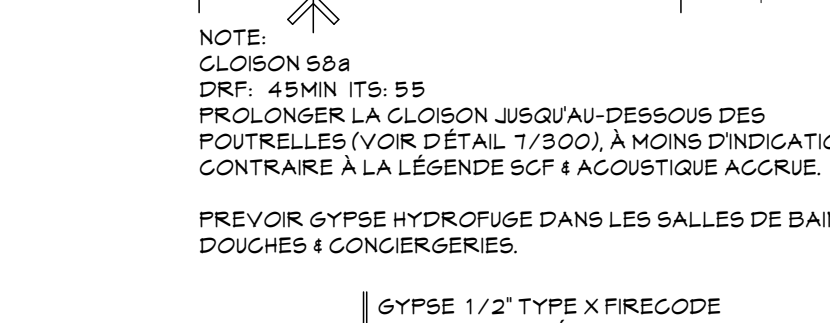 NOTE:
CLOISON S8a
DRF: 45MIN ITS: 55
PROLONGER LA CLOISON JUSQU'AU-DESSOUS DES
POUTRELLES (VOIR DÉTAIL 7/300), À MOINS D'INDICATIO
CONTRAIRE À LA LÉGENDE SCF & ACOUSTIQUE ACCRUE.
PREVOIR GYPSE HYDROFUGE DANS LES SALLES DE BAI
DOUCHES & CONCIERGERIES.
GYPSE 1/2" TYPE X FIRECODE